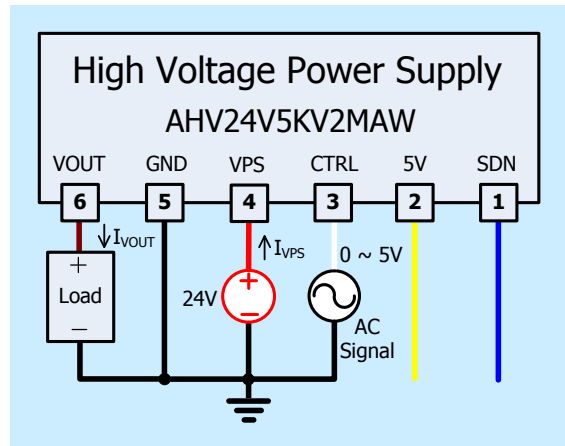 High Voltage Power Supply
AHV24V5KV2MAW
VOUT GND VPS CTRL 5V SDN
6 5 4 3 2 1
↓IVOUT ↑IVPS 0 ~ 5V
+ Load −
24V + −
AC
Signal